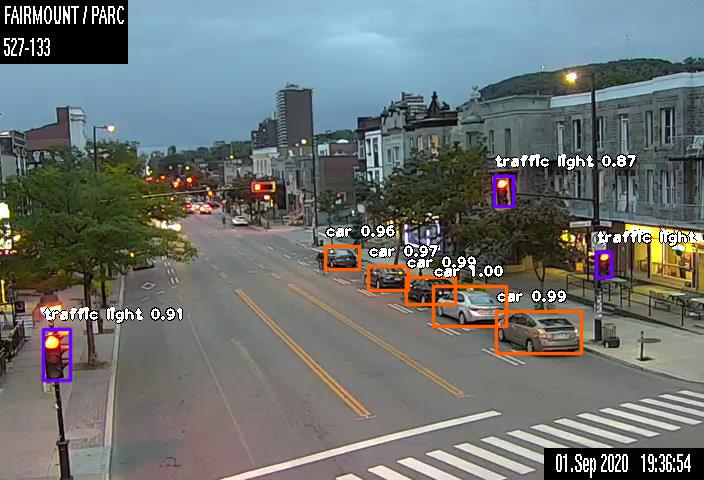 FAIRMOUNT / PARC
527-133
traffic light 0.87
car 0.96
traffic light
car 0.97
car 0.99
car 1.00
car 0.99
traffic light 0.91
01.Sep 2020 19:36:54